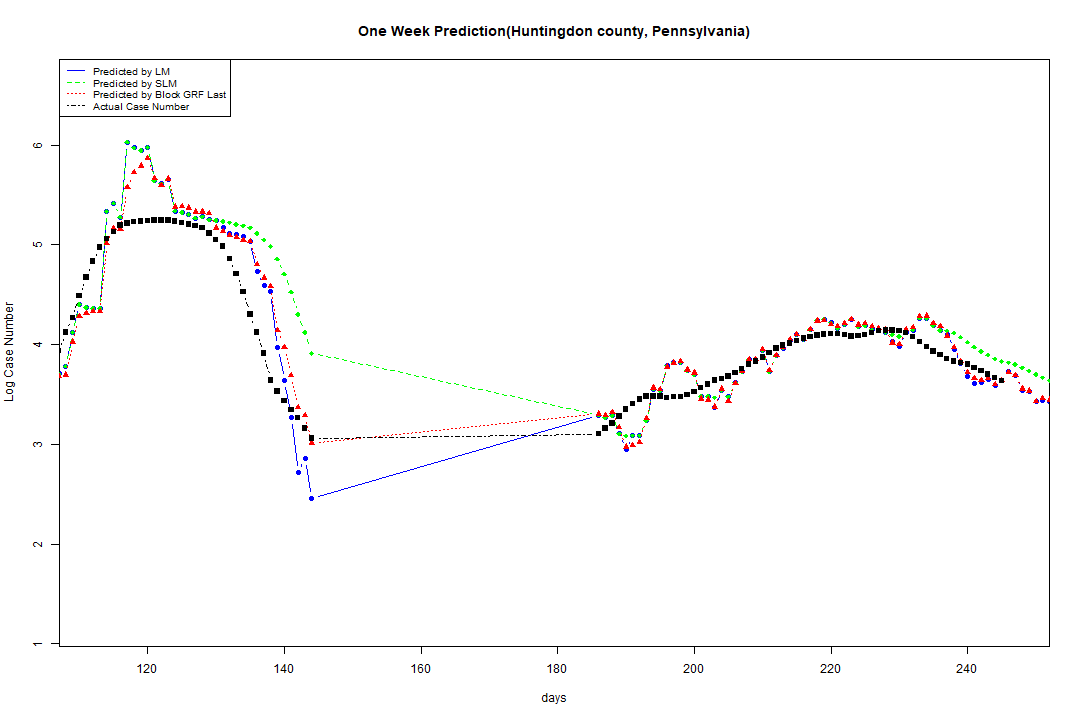 One Week Prediction(Huntingdon county, Pennsylvania)
Predicted by LM
Predicted by SLM
Predicted by Block GRF Last
Actual Case Number
Log Case Number
6
5
4
3
2
1
120 140 160 180 200 220 240
days